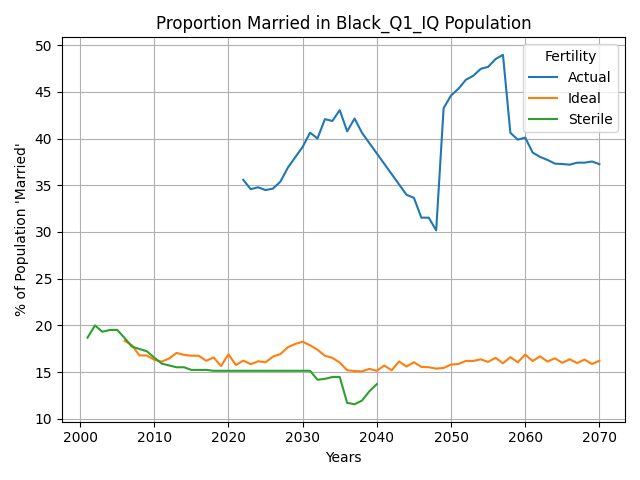 Proportion Married in Black_Q1_IQ Population
% of Population 'Married'
50
45
40
35
30
25
20
15
10
Fertility
Actual
Ideal
Sterile
2000 2010 2020 2030 2040 2050 2060 2070
Years